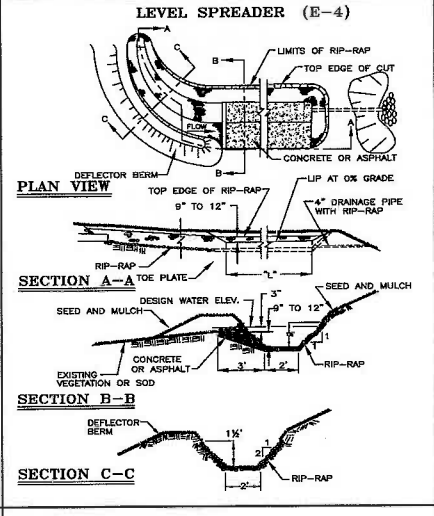 LEVEL SPREADER (E-4)
A
C
B
LIMITS OF RIP-RAP
TOP EDGE OF CUT
FLOW
A
C
B
CONCRETE OR ASPHALT
DEFLECTOR BERM
PLAN VIEW
TOP EDGE OF RIP-RAP
LIP AT 0% GRADE
9" TO 12"
4" DRAINAGE PIPE
WITH RIP-RAP
RIP-RAP
"L"
SECTION A-A
TOE PLATE
SEED AND MULCH
DESIGN WATER ELEV.
3"
SEED AND MULCH
9" TO 12"
1
1
EXISTING
VEGETATION OR SOD
CONCRETE
OR ASPHALT
3'
2'
RIP-RAP
SECTION B-B
DEFLECTOR
BERM
1½'
1
2
RIP-RAP
SECTION C-C
2'